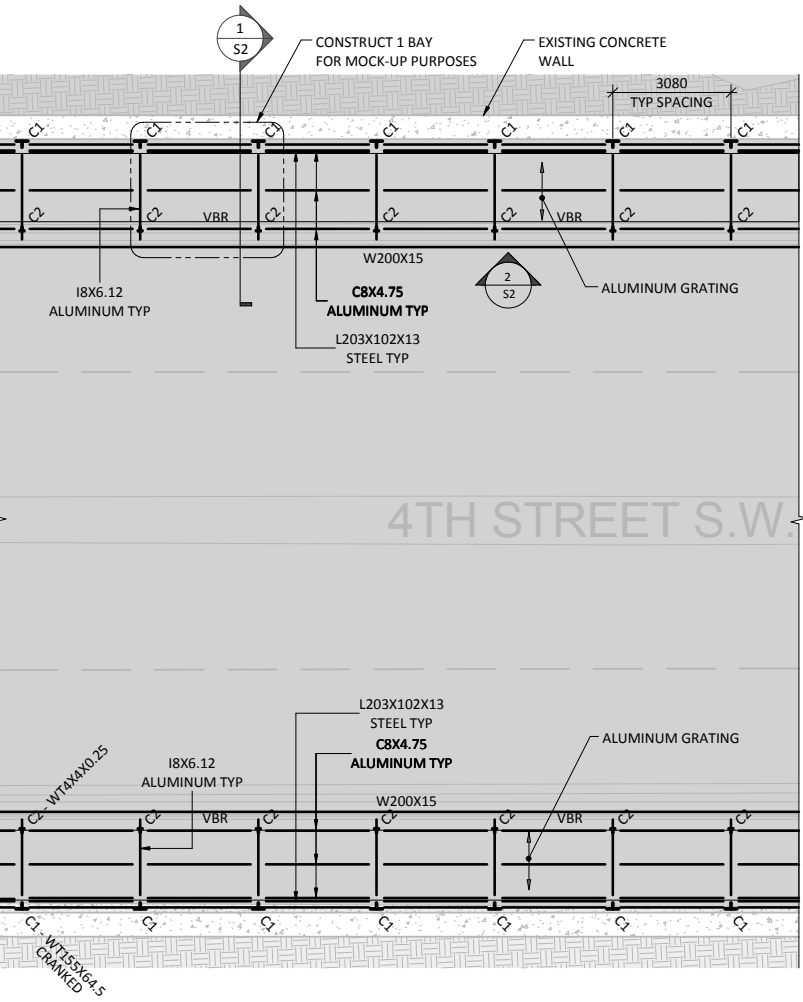 1
S2
CONSTRUCT 1 BAY
FOR MOCK-UP PURPOSES
EXISTING CONCRETE
WALL
3080
TYP SPACING
C1
C1
C1
C1
C1
C1
C1
C2
C2
VBR
C2
C2
C2
VBR
C2
C2
W200X15
I8X6.12
ALUMINUM TYP
C8X4.75
ALUMINUM TYP
2
S2
ALUMINUM GRATING
L203X102X13
STEEL TYP
4TH STREET S.W.
L203X102X13
STEEL TYP
C8X4.75
ALUMINUM TYP
ALUMINUM GRATING
I8X6.12
ALUMINUM TYP
W200X15
C2 - WT4X4X0.25
C2
VBR
C2
C2
C2
VBR
C2
C2
C1 - WT155X64.5
CRANKED
C1
C1
C1
C1
C1
C1